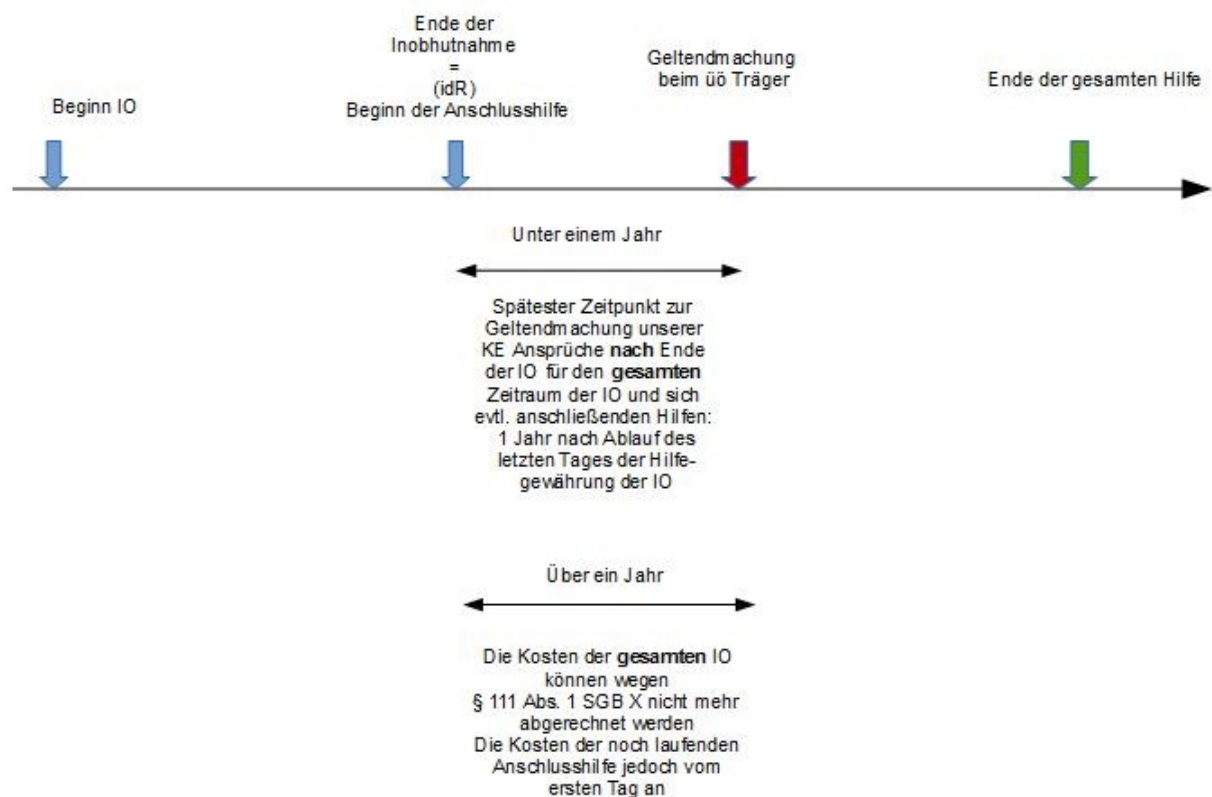 Beginn IO
Ende der
Inobhutnahme
=
(idR)
Beginn der Anschlusshilfe
Geltendmachung
beim üö Träger
Ende der gesamten Hilfe
Unter einem Jahr
Spätester Zeitpunkt zur
Geltendmachung unserer
KE Ansprüche nach Ende
der IO für den gesamten
Zeitraum der IO und sich
evtl. anschließenden Hilfen:
1 Jahr nach Ablauf des
letzten Tages der Hilfe-
gewährung der IO
Über ein Jahr
Die Kosten der gesamten IO
können wegen
§ 111 Abs. 1 SGB X nicht mehr
abgerechnet werden
Die Kosten der noch laufenden
Anschlusshilfe jedoch vom
ersten Tag an